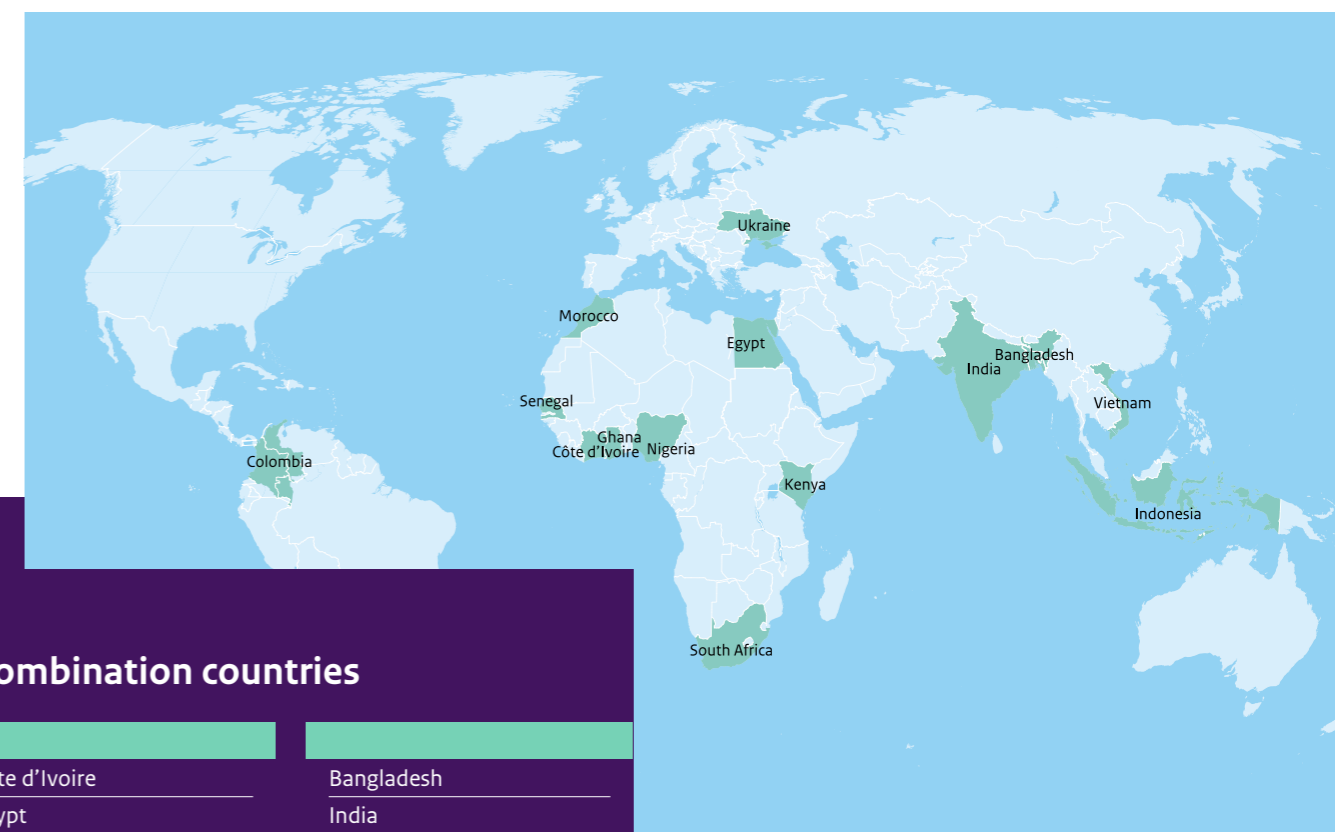 Ukraine
Morocco
Egypt
Bangladesh
India
Senegal
Vietnam
Ghana
Côte d'Ivoire
Nigeria
Colombia
Kenya
Indonesia
South Africa
ombination countries
te d'Ivoire
Bangladesh
ypt
India